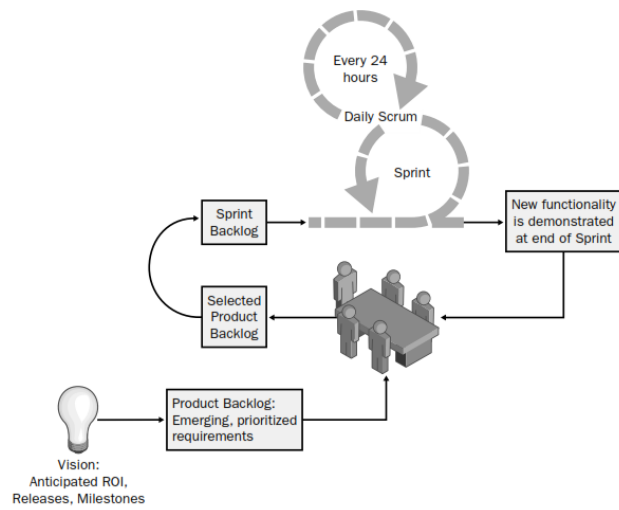 Every 24
hours
Daily Scrum
Sprint
Sprint
Backlog
New functionality
is demonstrated
at end of Sprint
Selected
Product
Backlog
Product Backlog:
Emerging, prioritized
requirements
Vision:
Anticipated ROI,
Releases, Milestones